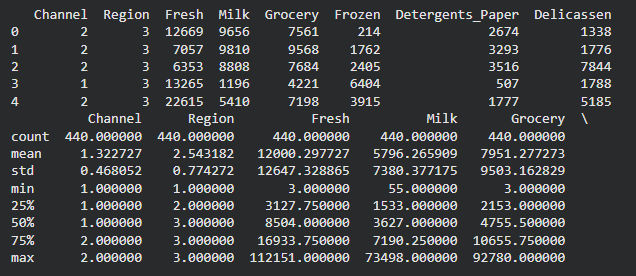 Channel Region Fresh Milk Grocery Frozen Detergents_Paper Delicassen
0 2 3 12669 9656 7561 214 2674 1338
1 2 3 7057 9810 9568 1762 3293 1776
2 2 3 6353 8808 7684 2405 3516 7844
3 1 3 13265 1196 4221 6404 507 1788
4 2 3 22615 5410 7198 3915 1777 5185
Channel Region Fresh Milk Grocery \
count 440.000000 440.000000 440.000000 440.000000 440.000000
mean 1.322727 2.543182 12000.297727 5796.265909 7951.277273
std 0.468052 0.774272 12647.328865 7380.377175 9503.162829
min 1.000000 1.000000 3.000000 55.000000 3.000000
25% 1.000000 2.000000 3127.750000 1533.000000 2153.000000
50% 1.000000 3.000000 8504.000000 3627.000000 4755.500000
75% 2.000000 3.000000 16933.750000 7190.250000 10655.750000
max 2.000000 3.000000 112151.000000 73498.000000 92780.000000